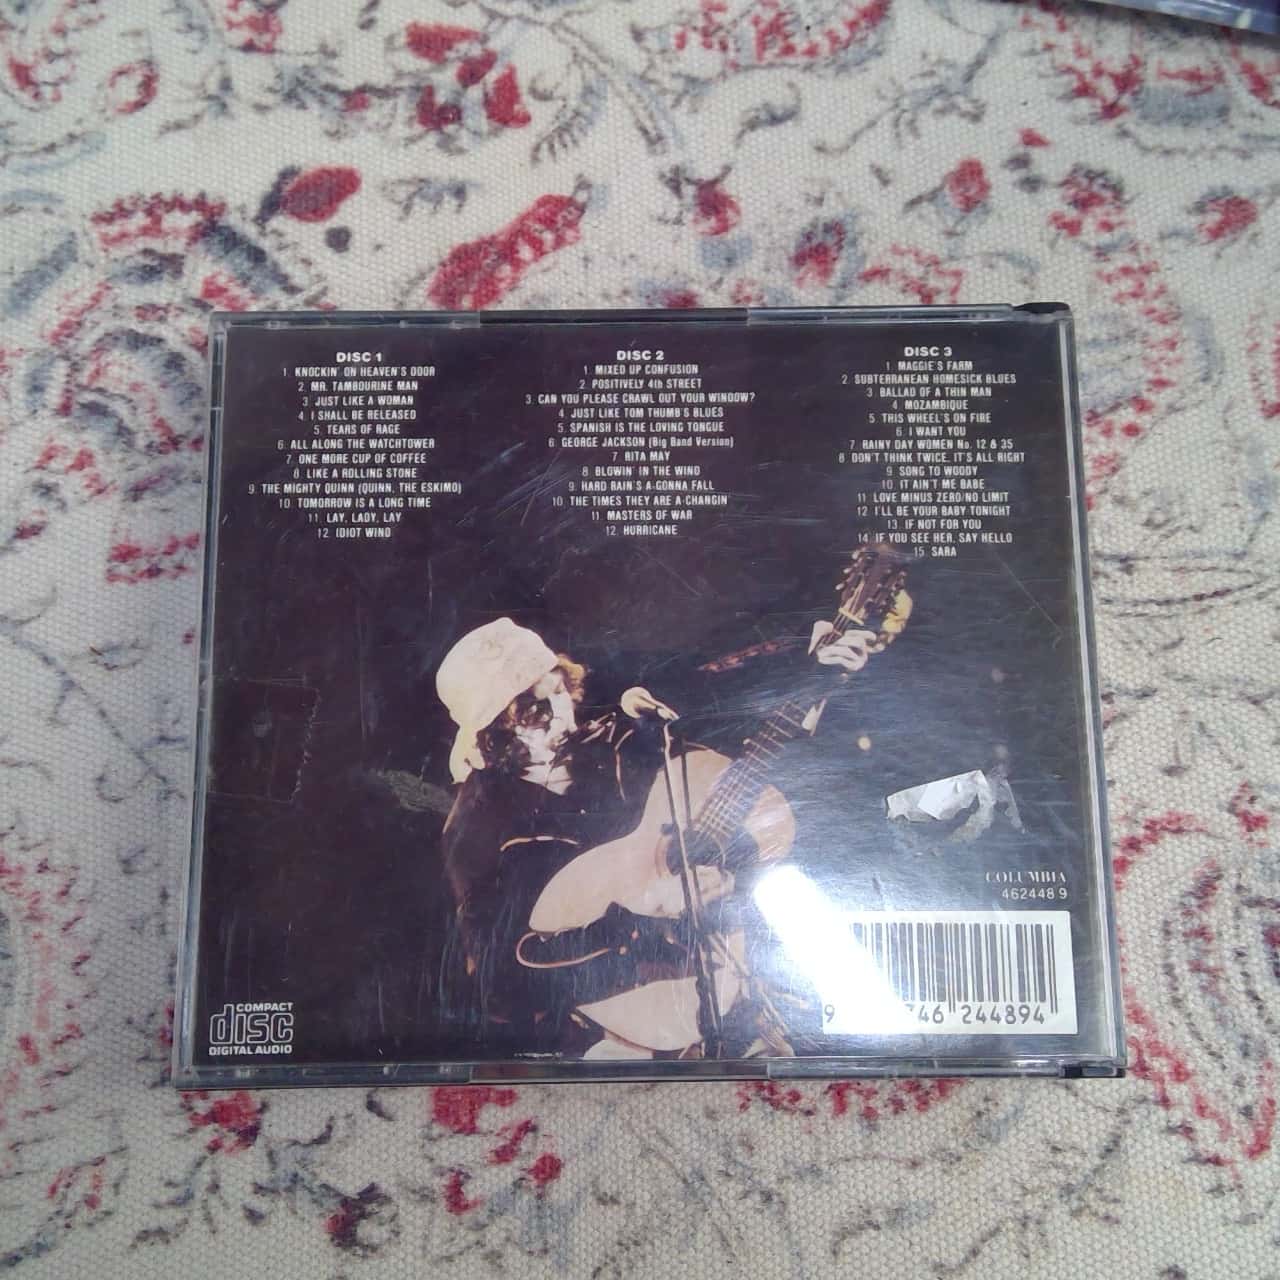 DISC 1
1. KNOCKIN' ON HEAVEN'S DOOR
2. MR. TAMBOURINE MAN
3. JUST LIKE A WOMAN
4. I SHALL BE RELEASED
5. TEARS OF RAGE
6. ALL ALONG THE WATCHTOWER
7. ONE MORE CUP OF COFFEE
8. LIKE A ROLLING STONE
9. THE MIGHTY QUINN (QUINN, THE ESKIMO)
10. TOMORROW IS A LONG TIME
11. LAY, LADY, LAY
12. IDIOT WIND
DISC 2
1. MIXED UP CONFUSION
2. POSITIVELY 4th STREET
3. CAN YOU PLEASE CRAWL OUT YOUR WINDOW?
4. JUST LIKE TOM THUMB'S BLUES
5. SPANISH IS THE LOVING TONGUE
6. GEORGE JACKSON (Big Band Version)
7. RITA MAY
8. BLOWIN' IN THE WIND
9. HARD RAIN'S A-GONNA FALL
10. THE TIMES THEY ARE A-CHANGIN'
11. MASTERS OF WAR
12. HURRICANE
DISC 3
1. MAGGIE'S FARM
2. SUBTERRANEAN HOMESICK BLUES
3. BALLAD OF A THIN MAN
4. MOZAMBIQUE
5. THIS WHEEL'S ON FIRE
6. I WANT YOU
7. RAINY DAY WOMEN No. 12 & 35
8. DON'T THINK TWICE, IT'S ALL RIGHT
9. SONG TO WOODY
10. IT AIN'T ME BABE
11. LOVE MINUS ZERO/NO LIMIT
12. I'LL BE YOUR BABY TONIGHT
13. IF NOT FOR YOU
14. IF YOU SEE HER, SAY HELLO
15. SARA
COLUMBIA
462448 9
9 746 244894
COMPACT
disc
DIGITAL AUDIO